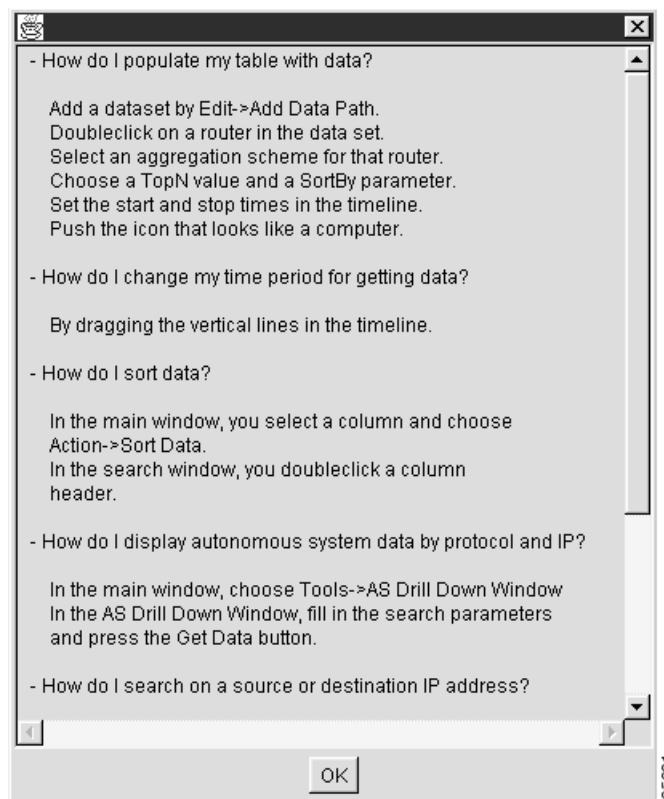 - How do I populate my table with data?
Add a dataset by Edit->Add Data Path.
Doubleclick on a router in the data set.
Select an aggregation scheme for that router.
Choose a TopN value and a SortBy parameter.
Set the start and stop times in the timeline.
Push the icon that looks like a computer.
- How do I change my time period for getting data?
By dragging the vertical lines in the timeline.
- How do I sort data?
In the main window, you select a column and choose
Action->Sort Data.
In the search window, you doubleclick a column
header.
- How do I display autonomous system data by protocol and IP?
In the main window, choose Tools->AS Drill Down Window
In the AS Drill Down Window, fill in the search parameters
and press the Get Data button.
- How do I search on a source or destination IP address?
OK